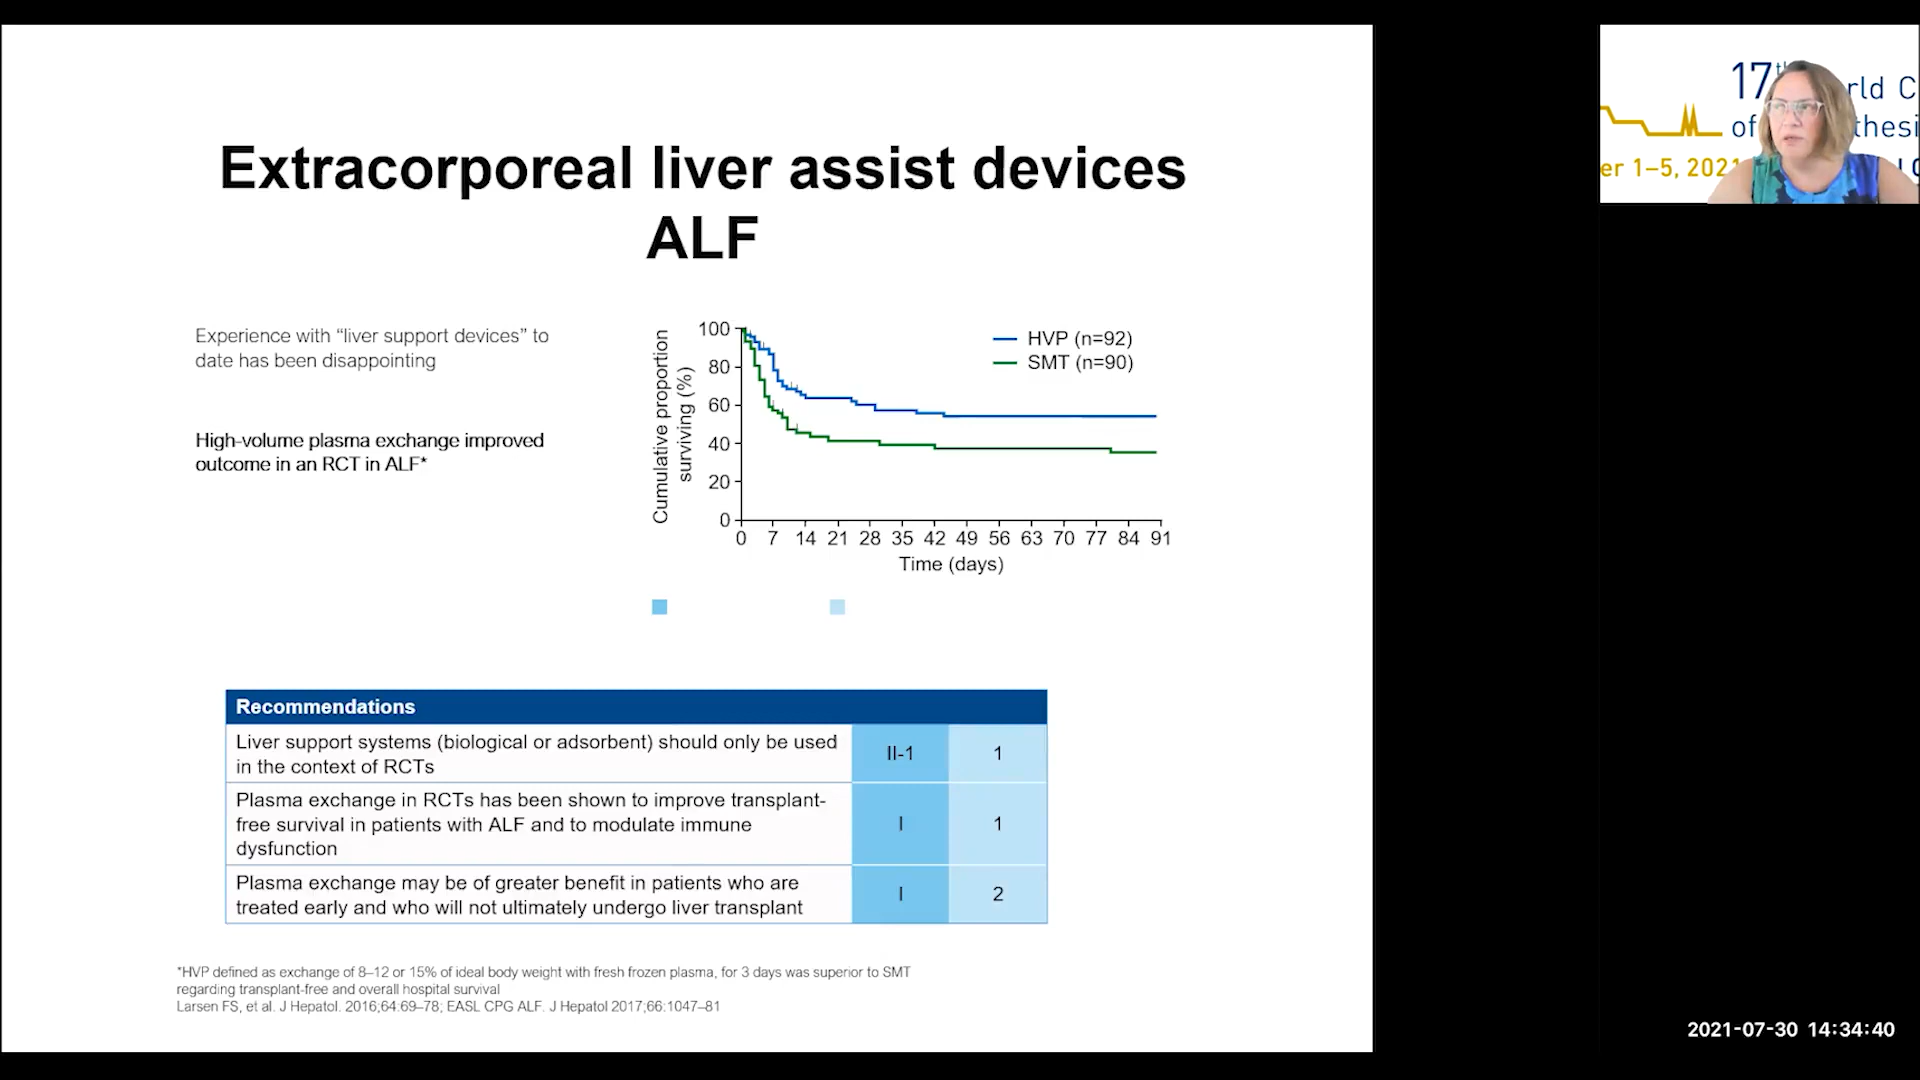 Extracorporeal liver assist devices
ALF
Experience with “liver support devices” to
date has been disappointing
High-volume plasma exchange improved
outcome in an RCT in ALF*
Cumulative proportion
surviving (%)
100
80
60
40
20
0
HVP (n=92)
SMT (n=90)
0 7 14 21 28 35 42 49 56 63 70 77 84 91
Time (days)
Recommendations
Liver support systems (biological or adsorbent) should only be used
in the context of RCTs
II-1
1
Plasma exchange in RCTs has been shown to improve transplant-
free survival in patients with ALF and to modulate immune
dysfunction
I
1
Plasma exchange may be of greater benefit in patients who are
treated early and who will not ultimately undergo liver transplant
I
2
*HVP defined as exchange of 8–12 or 15% of ideal body weight with fresh frozen plasma, for 3 days was superior to SMT
regarding transplant-free and overall hospital survival
Larsen FS, et al. J Hepatol. 2016;64:69–78; EASL CPG ALF. J Hepatol 2017;66:1047–81
17th rld C
of thesi
er 1–5, 2021
2021-07-30 14:34:40